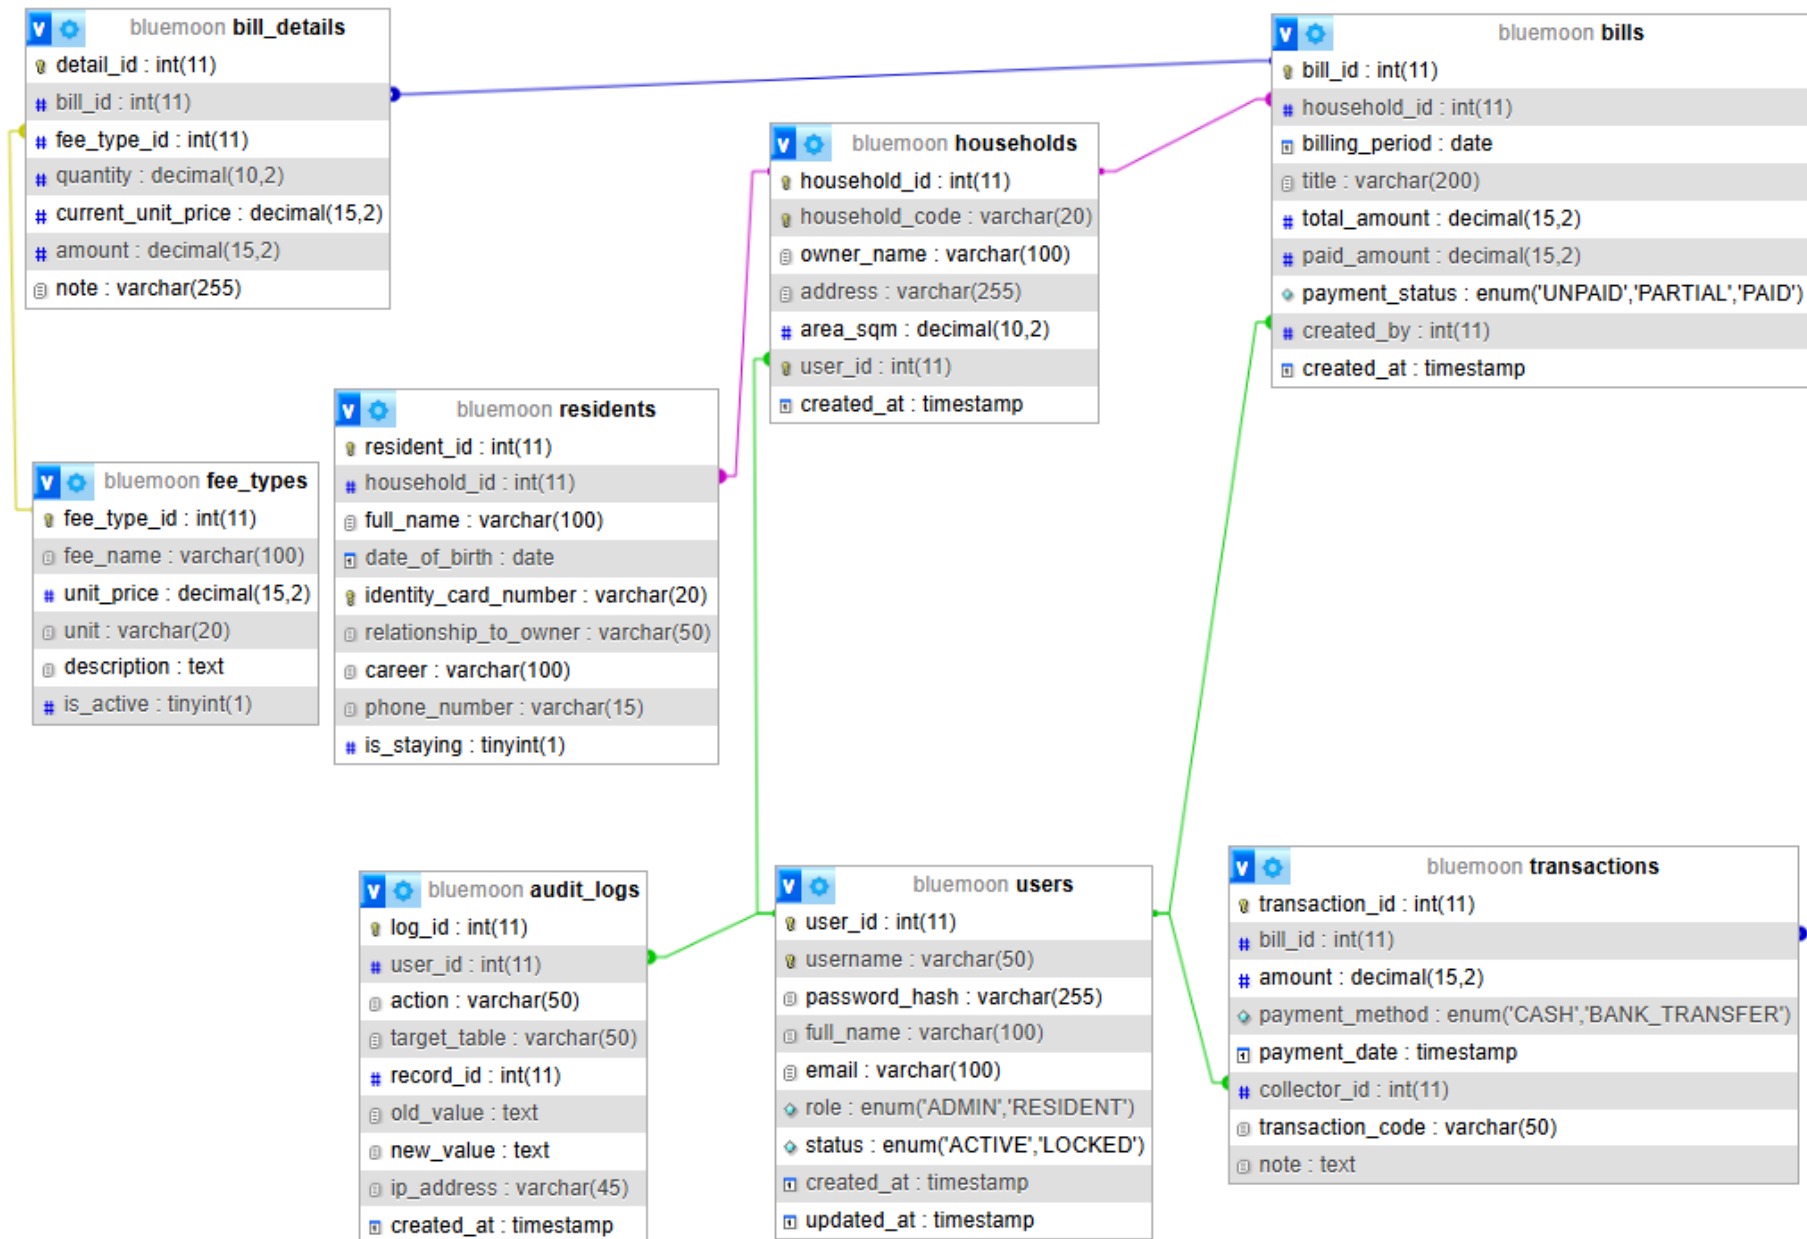 v bluemoon bill_details
detail_id : int(11)
# bill_id : int(11)
# fee_type_id : int(11)
# quantity : decimal(10,2)
# current_unit_price : decimal(15,2)
# amount : decimal(15,2)
note : varchar(255)
v bluemoon bills
bill_id : int(11)
# household_id : int(11)
billing_period : date
title : varchar(200)
# total_amount : decimal(15,2)
# paid_amount : decimal(15,2)
payment_status : enum('UNPAID','PARTIAL','PAID')
# created_by : int(11)
created_at : timestamp
v bluemoon households
household_id : int(11)
household_code : varchar(20)
owner_name : varchar(100)
address : varchar(255)
# area_sqm : decimal(10,2)
user_id : int(11)
created_at : timestamp
v bluemoon residents
resident_id : int(11)
# household_id : int(11)
full_name : varchar(100)
date_of_birth : date
identity_card_number : varchar(20)
relationship_to_owner : varchar(50)
career : varchar(100)
phone_number : varchar(15)
# is_staying : tinyint(1)
v bluemoon fee_types
fee_type_id : int(11)
fee_name : varchar(100)
# unit_price : decimal(15,2)
unit : varchar(20)
description : text
# is_active : tinyint(1)
v bluemoon audit_logs
log_id : int(11)
# user_id : int(11)
action : varchar(50)
target_table : varchar(50)
# record_id : int(11)
old_value : text
new_value : text
ip_address : varchar(45)
created_at : timestamp
v bluemoon users
user_id : int(11)
username : varchar(50)
password_hash : varchar(255)
full_name : varchar(100)
email : varchar(100)
role : enum('ADMIN','RESIDENT')
status : enum('ACTIVE','LOCKED')
created_at : timestamp
updated_at : timestamp
v bluemoon transactions
transaction_id : int(11)
# bill_id : int(11)
# amount : decimal(15,2)
payment_method : enum('CASH','BANK_TRANSFER')
payment_date : timestamp
# collector_id : int(11)
transaction_code : varchar(50)
note : text